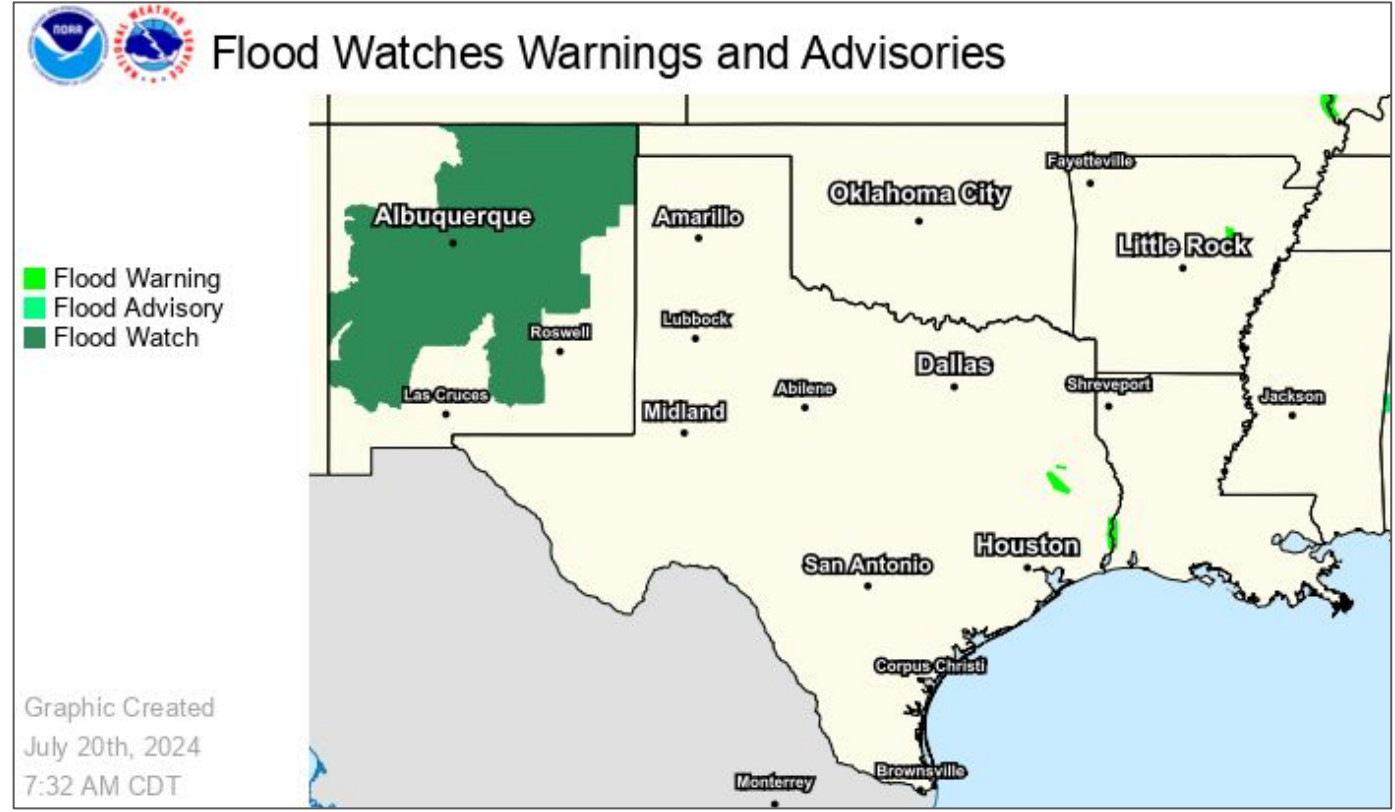 NOAA
Flood Watches Warnings and Advisories
Flood Warning
Flood Advisory
Flood Watch
Fayetteville
Oklahoma City
Albuquerque
Amarillo
Little Rock
Lubbock
Roswell
Dallas
Shreveport
Abilene
Las Cruces
Jackson
Midland
Houston
San Antonio
Corpus Christi
Brownsville
Monterrey
Graphic Created
July 20th, 2024
7:32 AM CDT